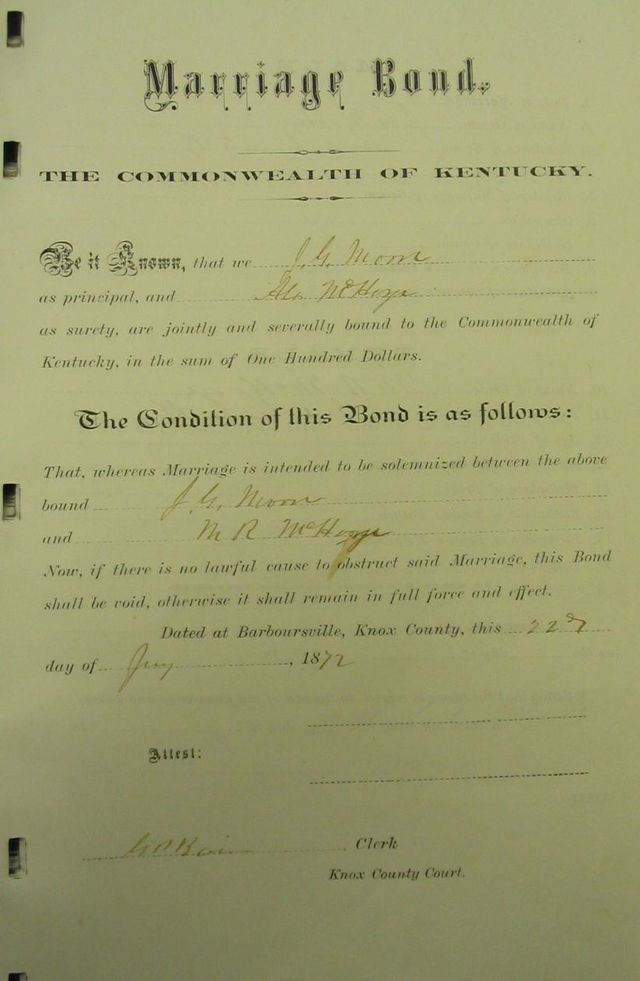 Marriage Bond.
THE COMMONWEALTH OF KENTUCKY.
Be it Known, that we J. G. Moore
as principal, and McHargue
as surety, are jointly and severally bound to the Commonwealth of
Kentucky, in the sum of One Hundred Dollars.
The Condition of this Bond is as follows:
That, whereas Marriage is intended to be solemnized between the above
bound J. G. Moore
and M R
Now, if there is no lawful cause to obstruct said Marriage, this Bond
shall be void, otherwise it shall remain in full force and effect.
Dated at Barboursville, Knox County, this 22nd
day of , 1872
Attest:
Clerk
Knox County Court.